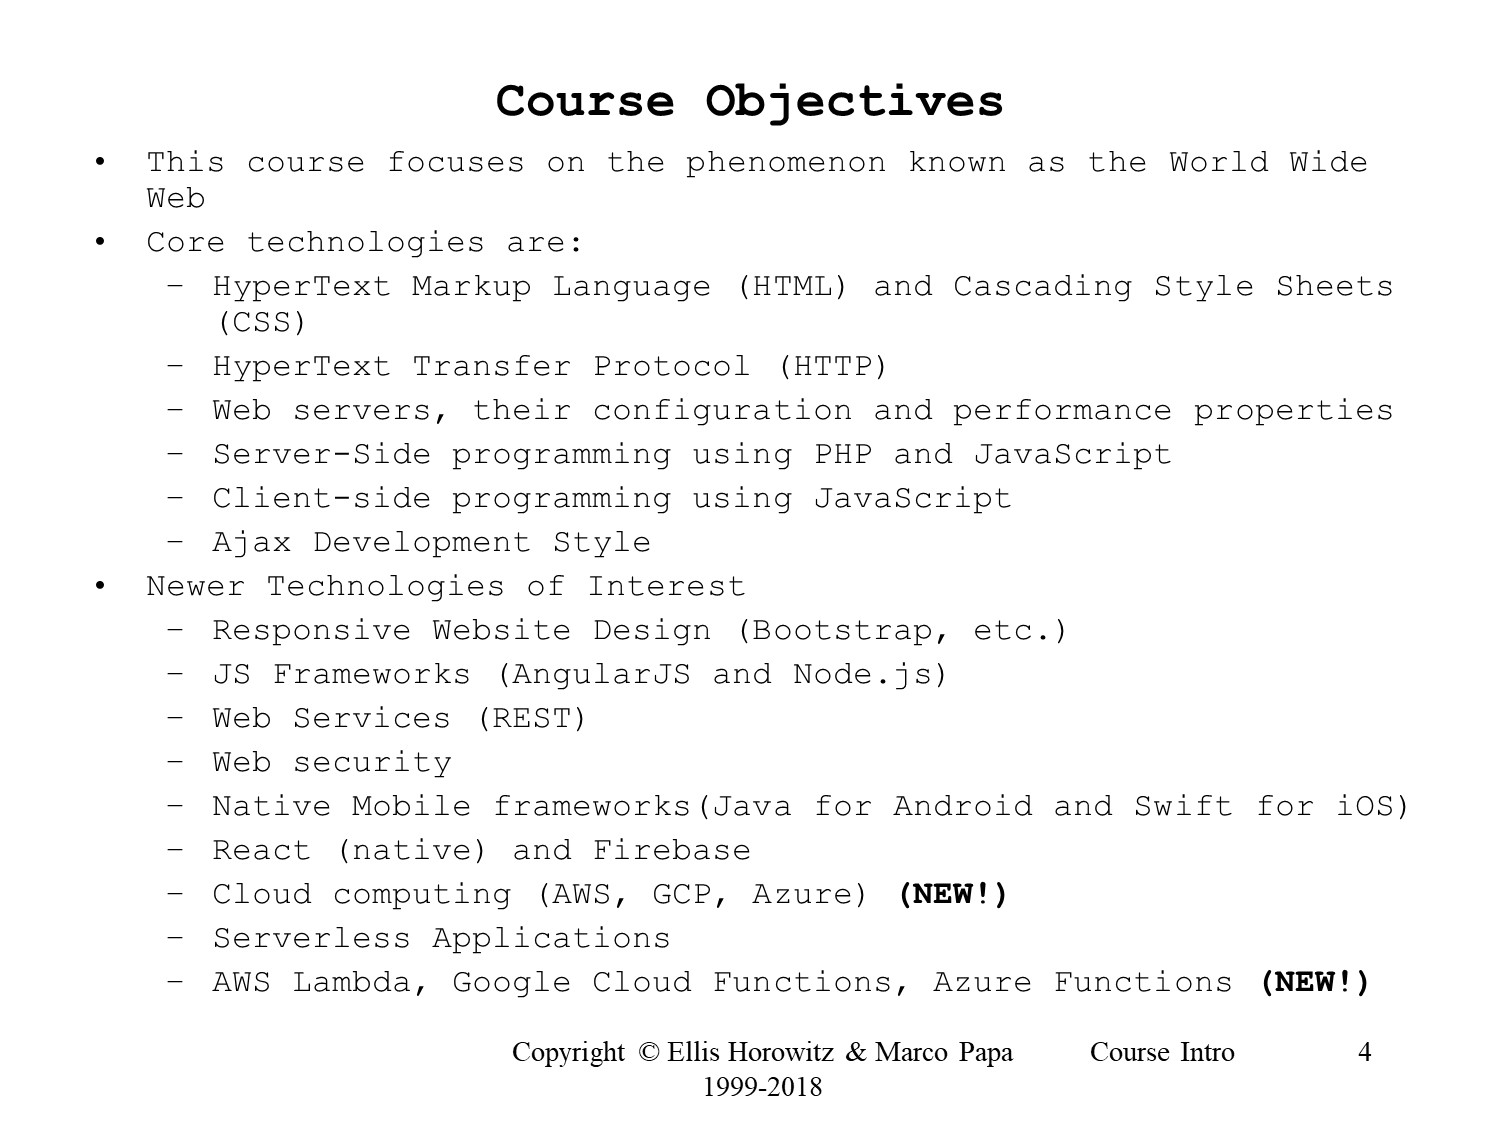 Course Objectives
• This course focuses on the phenomenon known as the World Wide
Web
• Core technologies are:
– HyperText Markup Language (HTML) and Cascading Style Sheets
(CSS)
– HyperText Transfer Protocol (HTTP)
– Web servers, their configuration and performance properties
– Server-Side programming using PHP and JavaScript
– Client-side programming using JavaScript
– Ajax Development Style
• Newer Technologies of Interest
– Responsive Website Design (Bootstrap, etc.)
– JS Frameworks (AngularJS and Node.js)
– Web Services (REST)
– Web security
– Native Mobile frameworks(Java for Android and Swift for iOS)
– React (native) and Firebase
– Cloud computing (AWS, GCP, Azure) (NEW!)
– Serverless Applications
– AWS Lambda, Google Cloud Functions, Azure Functions (NEW!)
Copyright © Ellis Horowitz & Marco Papa Course Intro 4
1999-2018